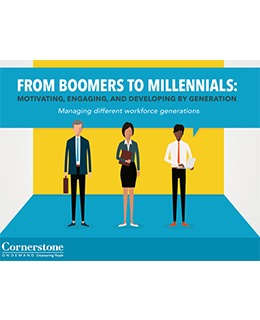 FROM BOOMERS TO MILLENNIALS:
MOTIVATING, ENGAGING, AND DEVELOPING BY GENERATION
Managing different workforce generations
Cornerstone
ONDEMAND Empowering People